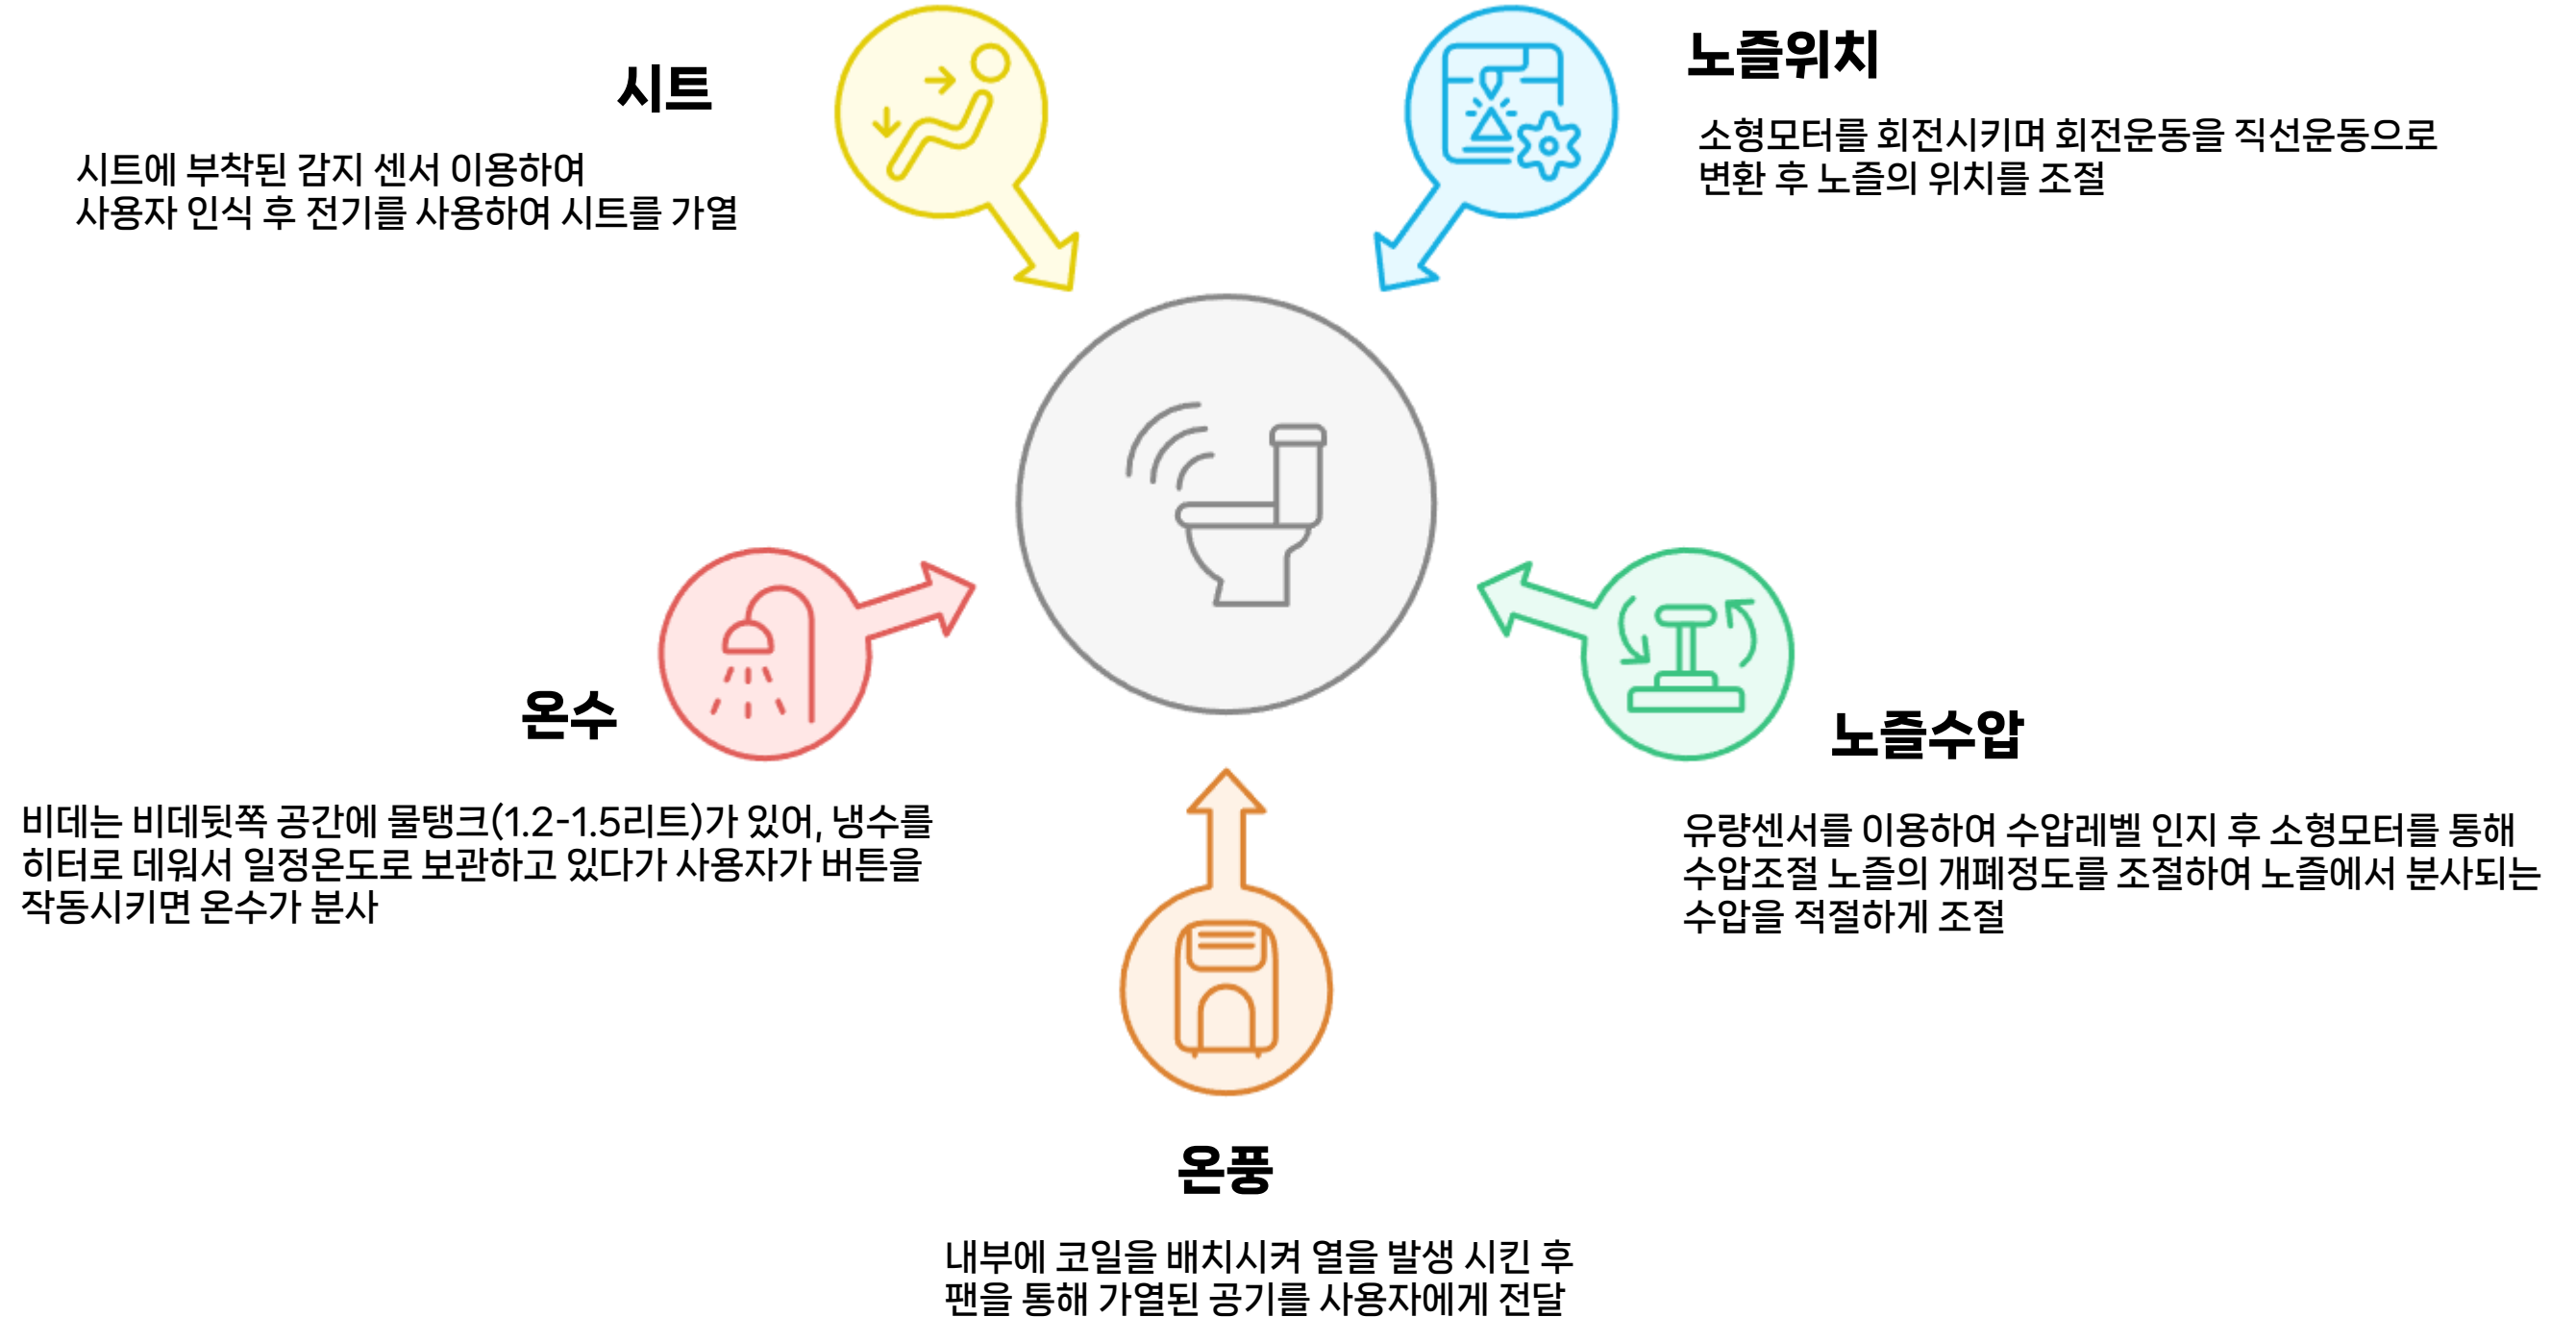 시트
시트에 부착된 감지 센서 이용하여
사용자 인식 후 전기를 사용하여 시트를 가열
노즐위치
소형모터를 회전시키며 회전운동을 직선운동으로
변환 후 노즐의 위치를 조절
온수
비데는 비데뒷쪽 공간에 물탱크(1.2-1.5리트)가 있어, 냉수를
히터로 데워서 일정온도로 보관하고 있다가 사용자가 버튼을
작동시키면 온수가 분사
노즐수압
유량센서를 이용하여 수압레벨 인지 후 소형모터를 통해
수압조절 노즐의 개폐정도를 조절하여 노즐에서 분사되는
수압을 적절하게 조절
온풍
내부에 코일을 배치시켜 열을 발생 시킨 후
팬을 통해 가열된 공기를 사용자에게 전달